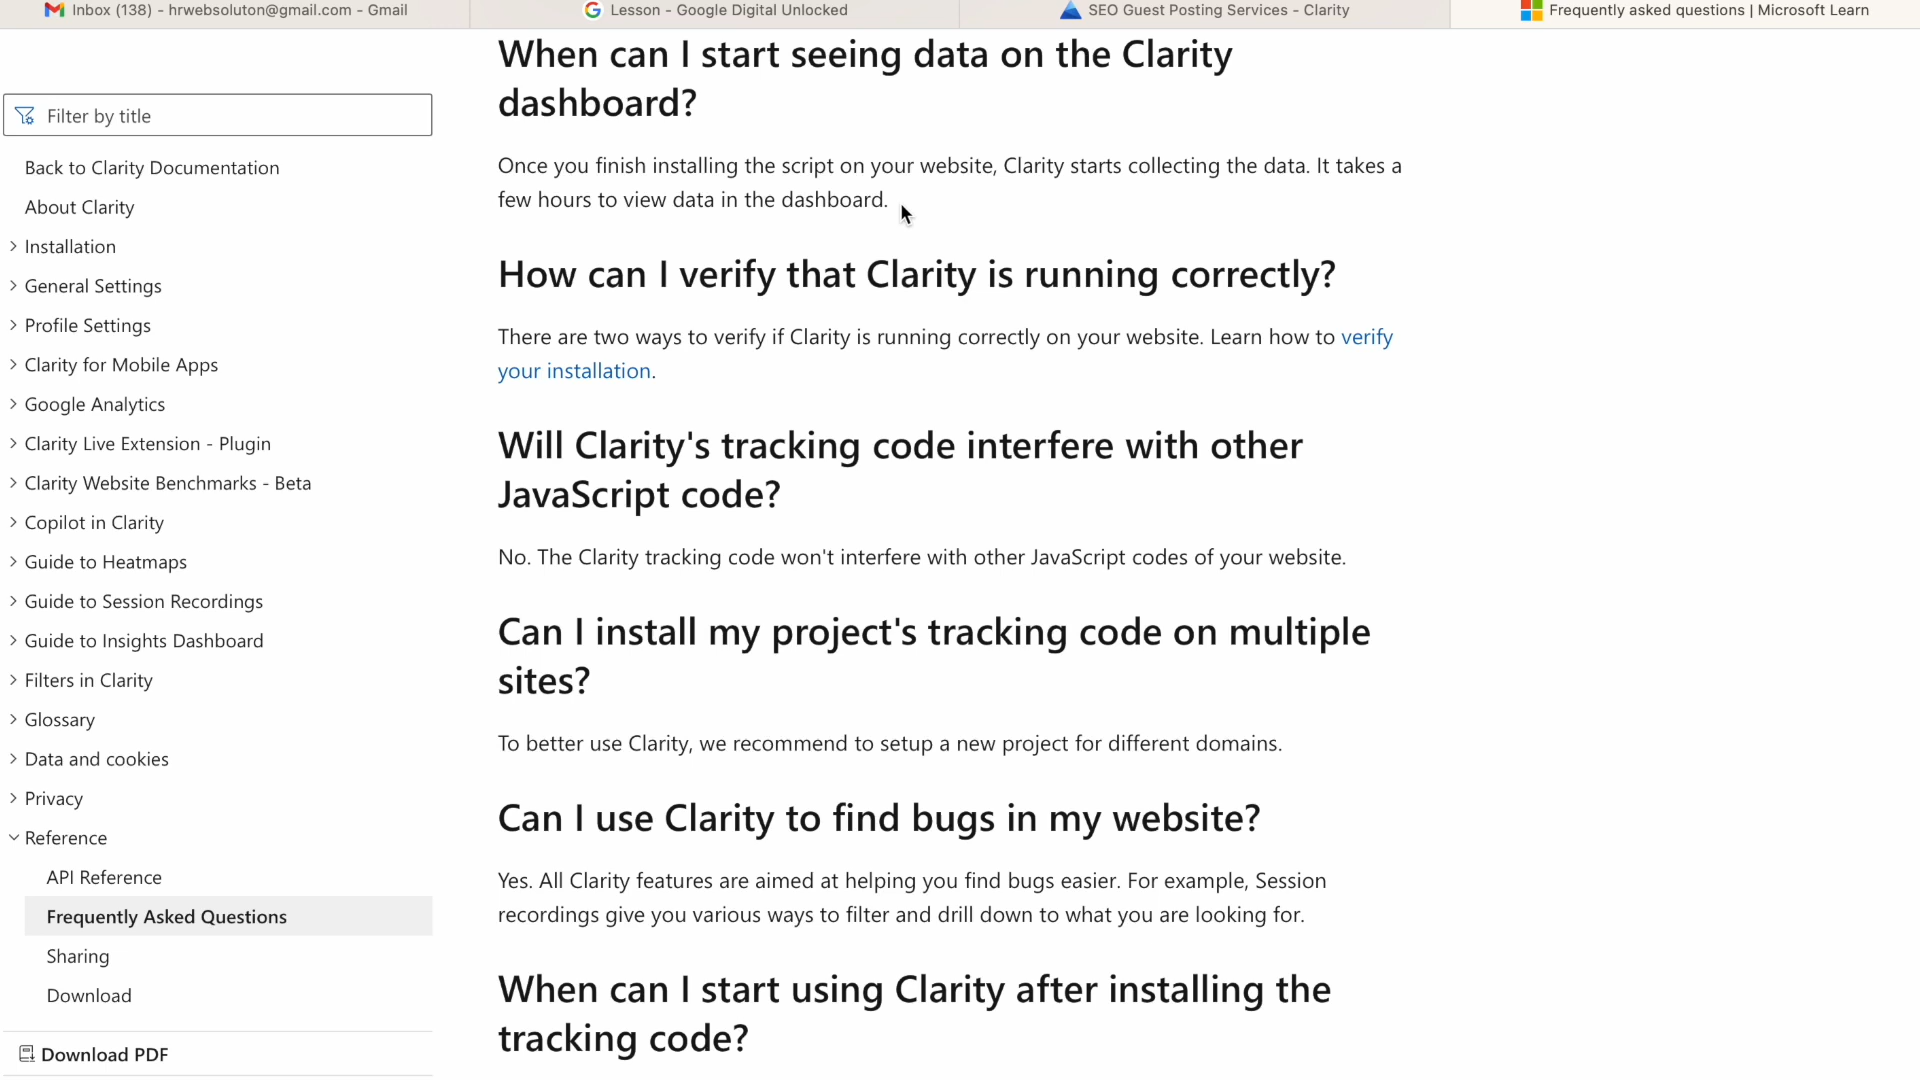 Inbox (138) - hrwebsoluton@gmail.com - Gmail
Lesson - Google Digital Unlocked
SEO Guest Posting Services - Clarity
Frequently asked questions | Microsoft Learn
Filter by title
Back to Clarity Documentation
About Clarity
Installation
General Settings
Profile Settings
Clarity for Mobile Apps
Google Analytics
Clarity Live Extension - Plugin
Clarity Website Benchmarks - Beta
Copilot in Clarity
Guide to Heatmaps
Guide to Session Recordings
Guide to Insights Dashboard
Filters in Clarity
Glossary
Data and cookies
Privacy
Reference
API Reference
Frequently Asked Questions
Sharing
Download
Download PDF
When can I start seeing data on the Clarity
dashboard?
Once you finish installing the script on your website, Clarity starts collecting the data. It takes a
few hours to view data in the dashboard.
How can I verify that Clarity is running correctly?
There are two ways to verify if Clarity is running correctly on your website. Learn how to verify
your installation.
Will Clarity's tracking code interfere with other
JavaScript code?
No. The Clarity tracking code won't interfere with other JavaScript codes of your website.
Can I install my project's tracking code on multiple
sites?
To better use Clarity, we recommend to setup a new project for different domains.
Can I use Clarity to find bugs in my website?
Yes. All Clarity features are aimed at helping you find bugs easier. For example, Session
recordings give you various ways to filter and drill down to what you are looking for.
When can I start using Clarity after installing the
tracking code?